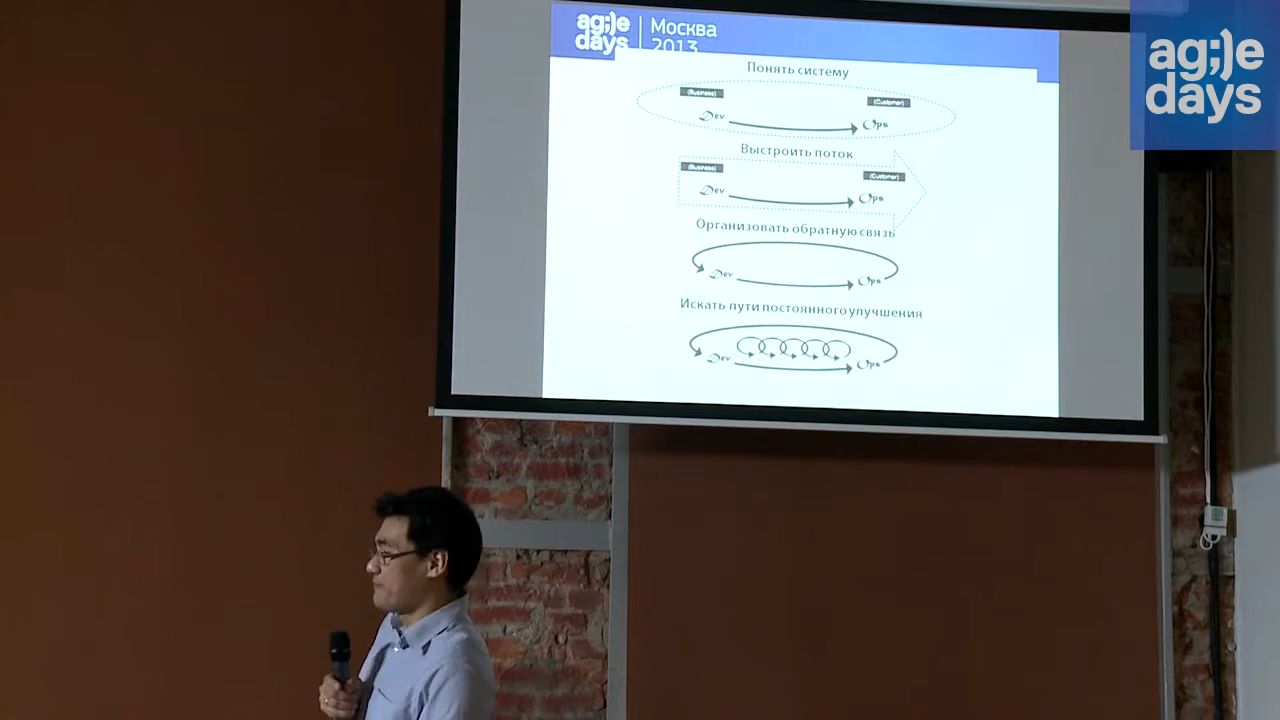 ag;)e
days
Москва
2013
Понять систему
(Business)
(Customer)
Dev
Ops
Выстроить поток
(Business)
(Customer)
Dev
Ops
Организовать обратную связь
Dev
Ops
Искать пути постоянного улучшения
Dev
Ops
ag;)e
days